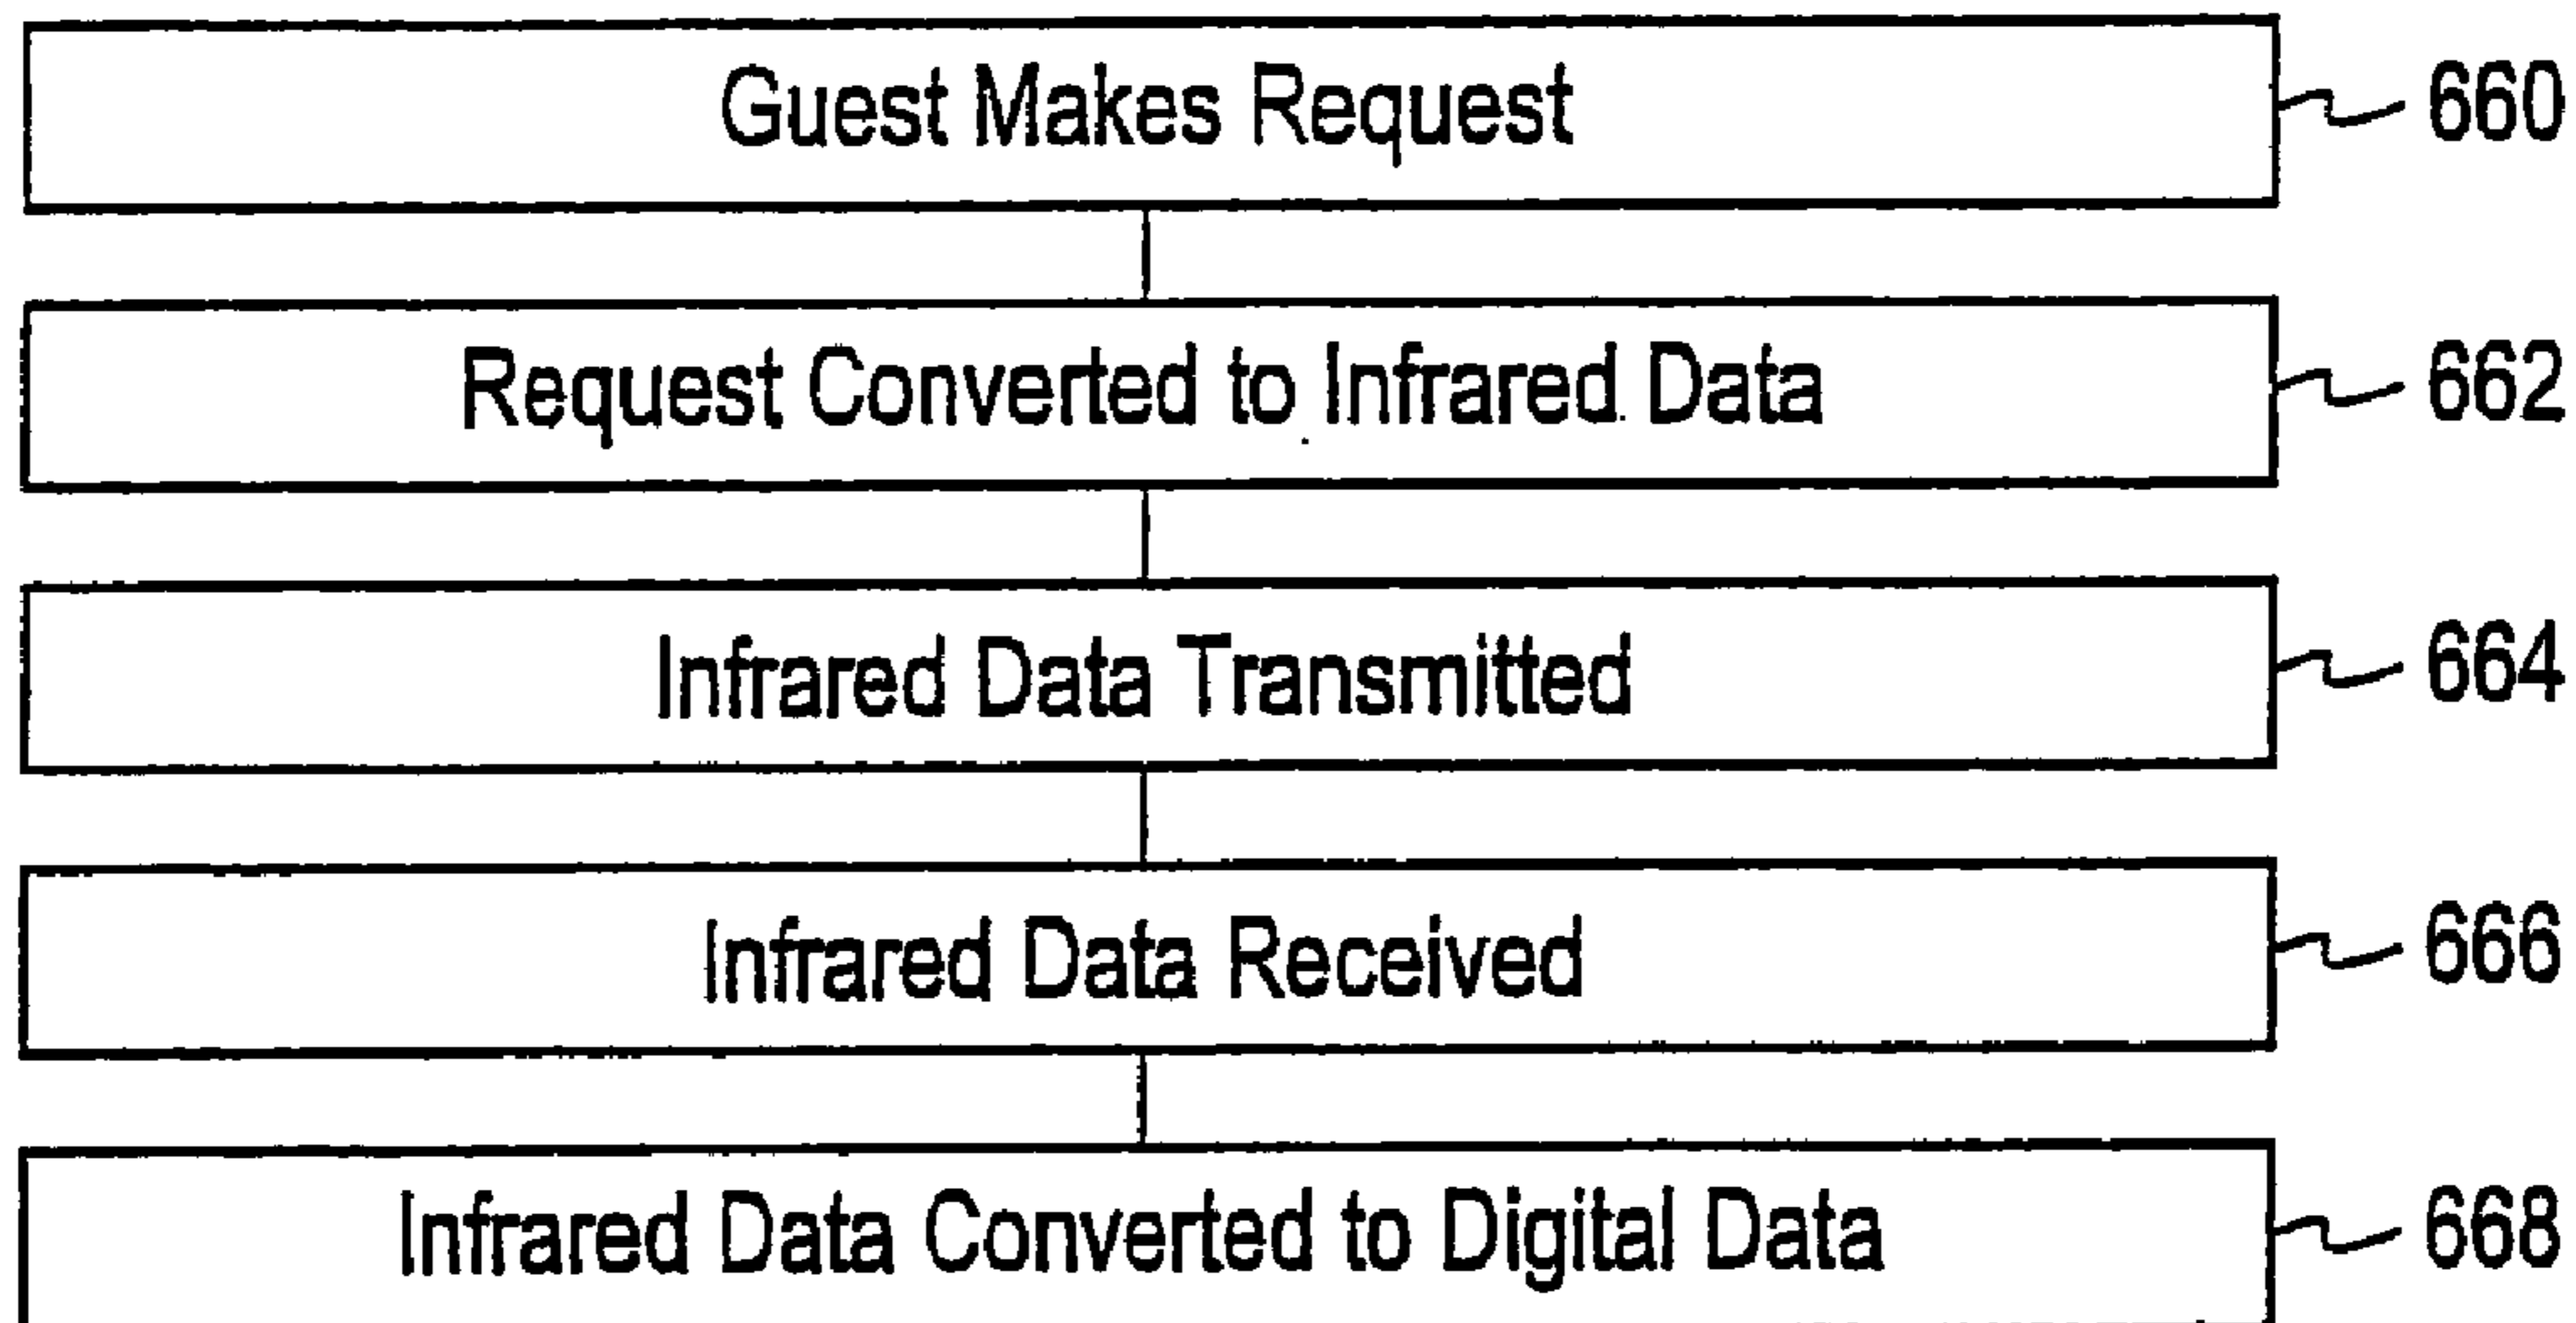 Guest Makes Request 660
Request Converted to Infrared Data 662
Infrared Data Transmitted 664
Infrared Data Received 666
Infrared Data Converted to Digital Data 668